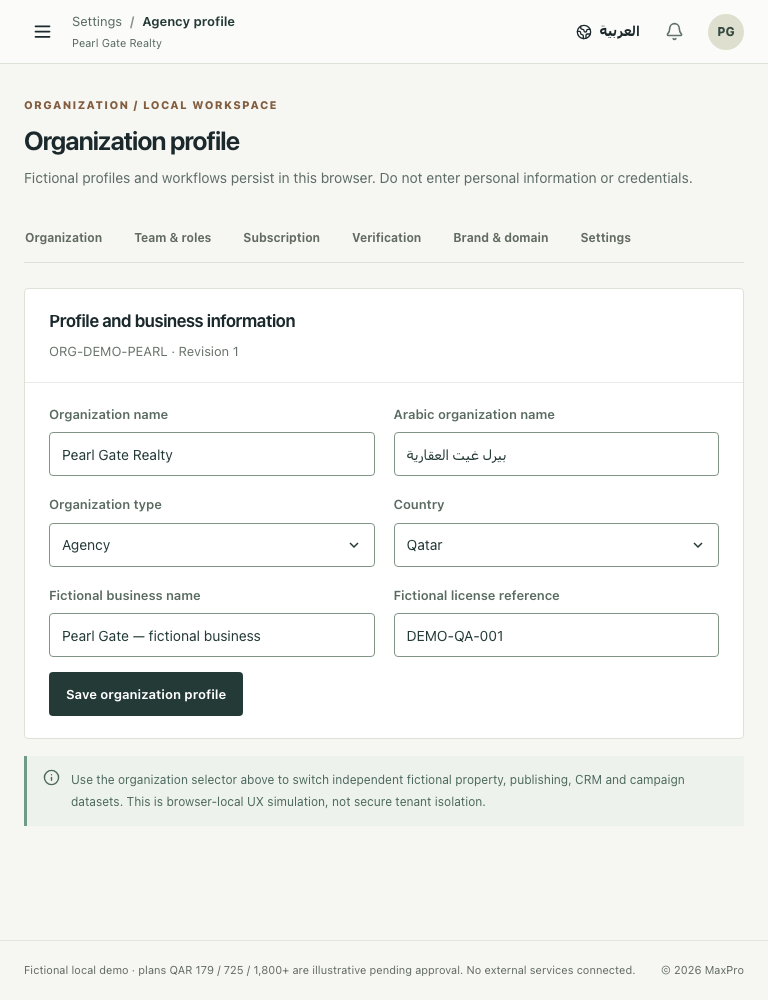 Settings / Agency profile
Pearl Gate Realty
العربية
PG
ORGANIZATION / LOCAL WORKSPACE
Organization profile
Fictional profiles and workflows persist in this browser. Do not enter personal information or credentials.
Organization
Team & roles
Subscription
Verification
Brand & domain
Settings
Profile and business information
ORG-DEMO-PEARL · Revision 1
Organization name
Arabic organization name
Pearl Gate Realty
بيرل غيت العقارية
Organization type
Country
Agency
Qatar
Fictional business name
Fictional license reference
Pearl Gate — fictional business
DEMO-QA-001
Save organization profile
Use the organization selector above to switch independent fictional property, publishing, CRM and campaign
datasets. This is browser-local UX simulation, not secure tenant isolation.
Fictional local demo · plans QAR 179 / 725 / 1,800+ are illustrative pending approval. No external services connected.
© 2026 MaxPro